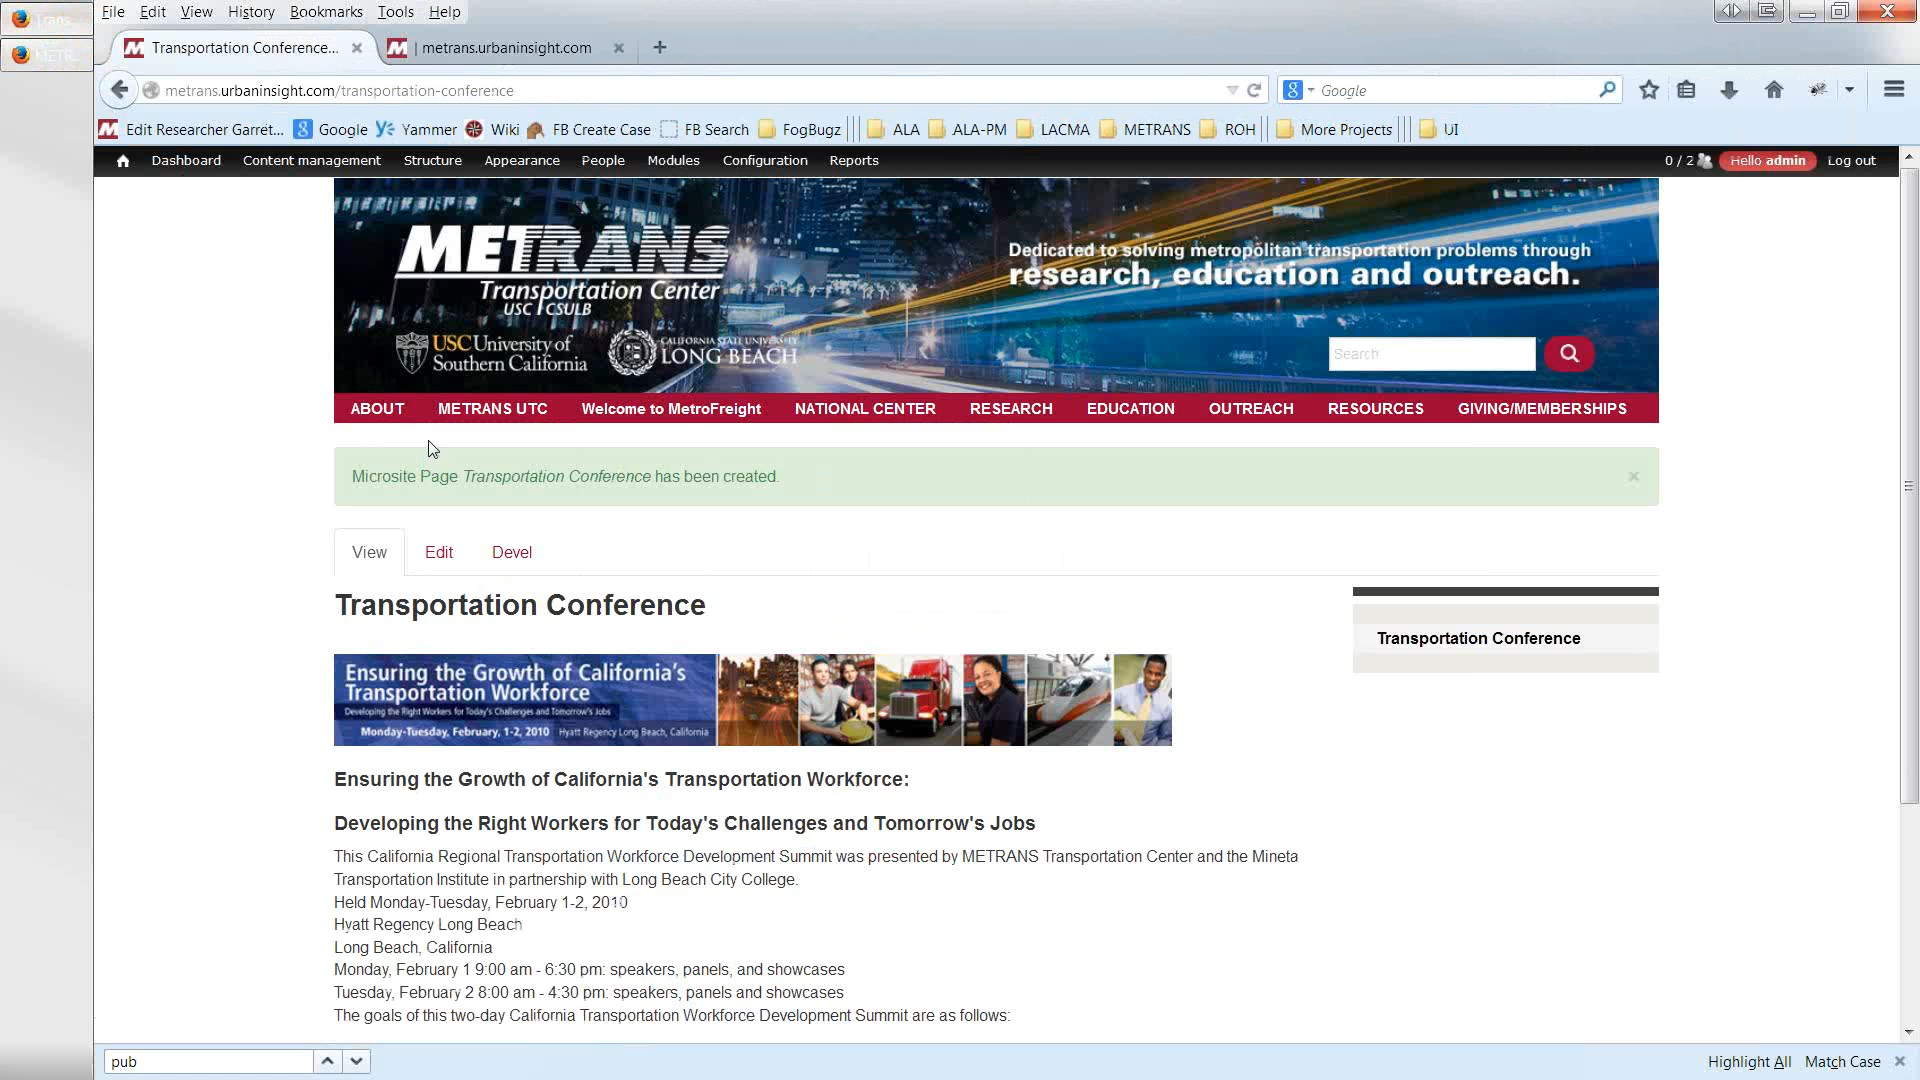 Trans
METR
File Edit View History Bookmarks Tools Help
Transportation Conference... | metrans.urbaninsight.com
metrans.urbaninsight.com/transportation-conference Google
Edit Researcher Garret... Google Yammer Wiki FB Create Case FB Search FogBugz ALA ALA-PM LACMA METRANS ROH More Projects UI
Dashboard Content management Structure Appearance People Modules Configuration Reports 0 / 2 Hello admin Log out
METRANS
Transportation Center
USC | CSULB
USC University of
Southern California
CALIFORNIA STATE UNIVERSITY
LONG BEACH
Dedicated to solving metropolitan transportation problems through
research, education and outreach.
Search
ABOUT METRANS UTC Welcome to MetroFreight NATIONAL CENTER RESEARCH EDUCATION OUTREACH RESOURCES GIVING/MEMBERSHIPS
Microsite Page Transportation Conference has been created.
View Edit Devel
Transportation Conference
Transportation Conference
Ensuring the Growth of California's
Transportation Workforce
Developing the Right Workers for Today's Challenges and Tomorrow's Jobs
Monday-Tuesday, February, 1-2, 2010 Hyatt Regency Long Beach, California
Ensuring the Growth of California's Transportation Workforce:
Developing the Right Workers for Today's Challenges and Tomorrow's Jobs
This California Regional Transportation Workforce Development Summit was presented by METRANS Transportation Center and the Mineta
Transportation Institute in partnership with Long Beach City College.
Held Monday-Tuesday, February 1-2, 2010
Hyatt Regency Long Beach
Long Beach, California
Monday, February 1 9:00 am - 6:30 pm: speakers, panels, and showcases
Tuesday, February 2 8:00 am - 4:30 pm: speakers, panels and showcases
The goals of this two-day California Transportation Workforce Development Summit are as follows:
pub Highlight All Match Case